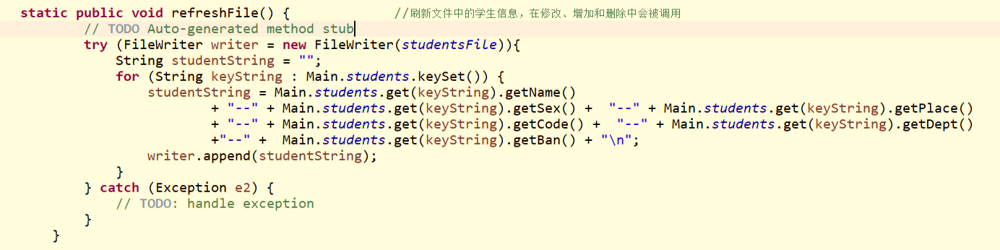 static public void refreshFile() {             //刷新文件中的学生信息，在修改、增加和删除中会被调用
        // TODO Auto-generated method stub
        try (FileWriter writer = new FileWriter(studentsFile)){
            String studentString = "";
            for (String keyString : Main.students.keySet()) {
                studentString = Main.students.get(keyString).getName()
                        + "--" + Main.students.get(keyString).getSex() +  "--" + Main.students.get(keyString).getPlace()
                        + "--" + Main.students.get(keyString).getCode() +  "--" + Main.students.get(keyString).getDept()
                        +"--" +  Main.students.get(keyString).getBan() + "\n";
                writer.append(studentString);
            }
        } catch (Exception e2) {
            // TODO: handle exception
        }
    }